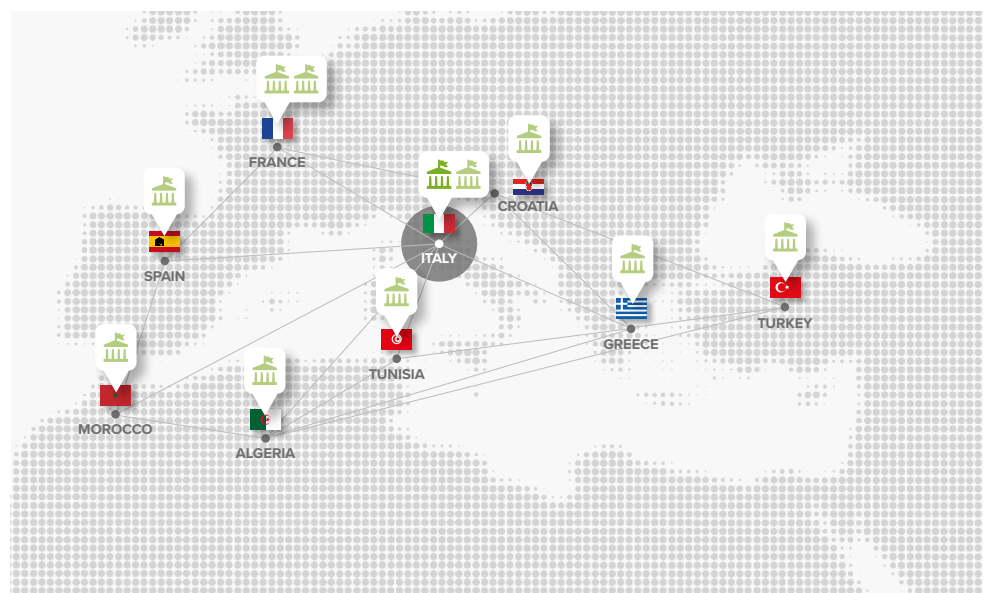 FRANCE
CROATIA
ITALY
SPAIN
TURKEY
GREECE
TUNISIA
MOROCCO
ALGERIA